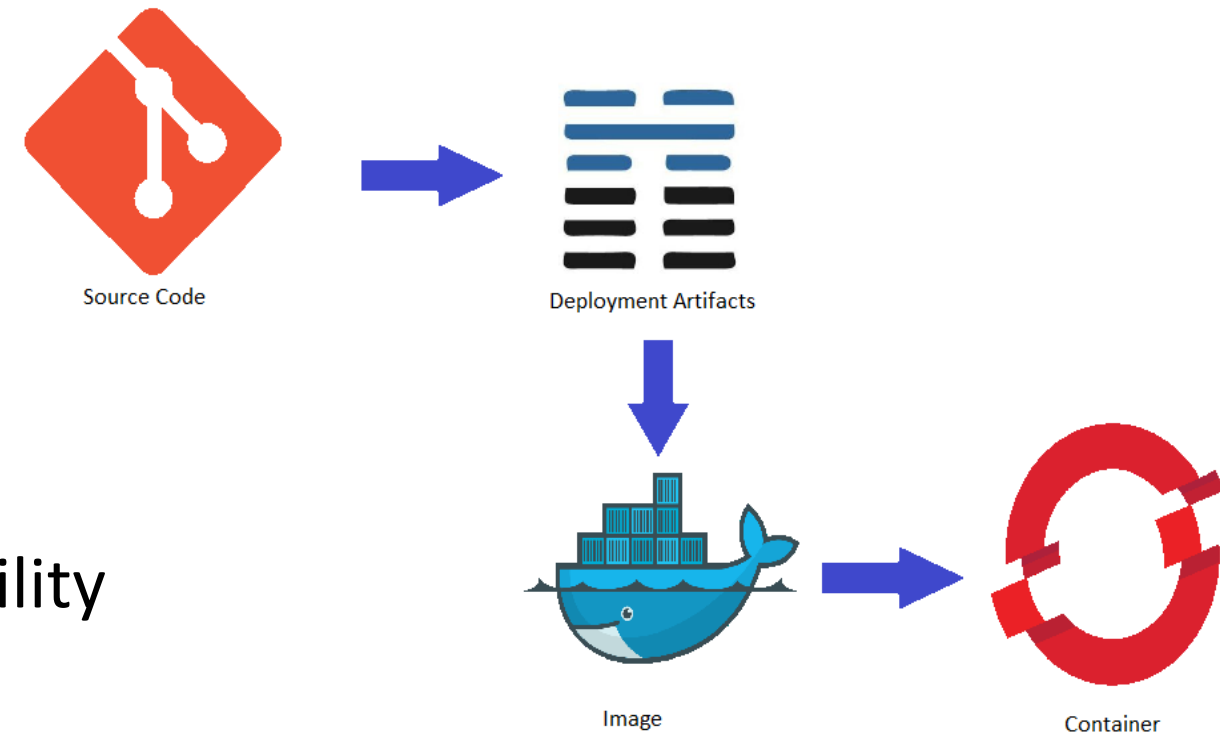 Source Code
Deployment Artifacts
ility
Image
Container